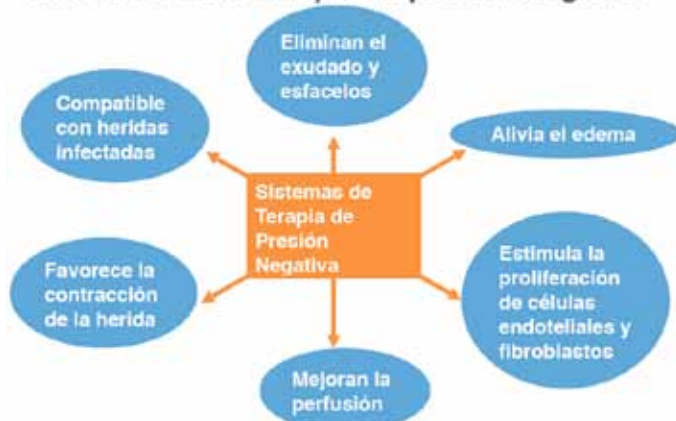 Eliminan el
exudado y
esfacelos
Compatible
con heridas
infectadas
Alivia el edema
Sistemas de
Terapia de
Presión
Negativa
Favorece la
contracción
de la herida
Estimula la
proliferación
de células
endoteliales y
fibroblastos
Mejoran la
perfusión